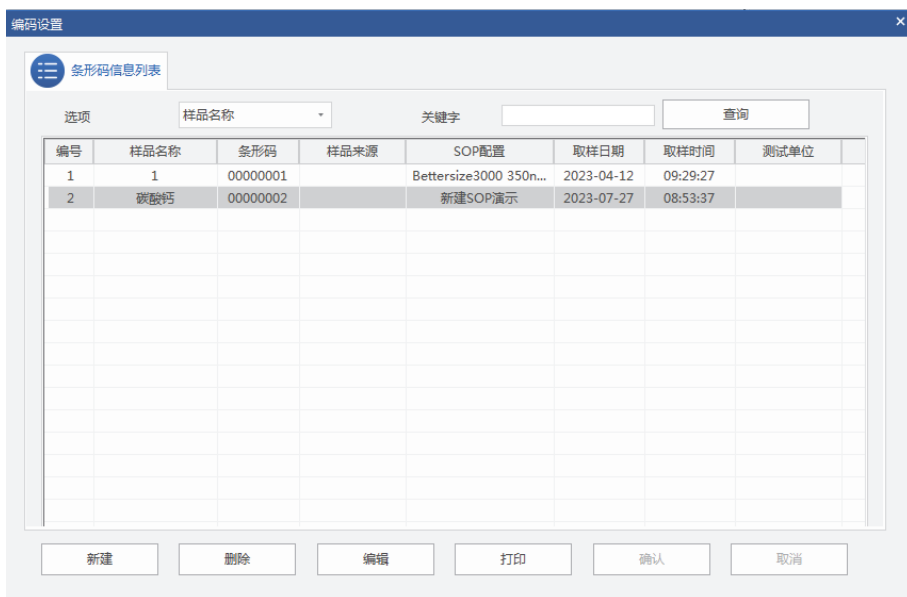 编码设置 ×
条形码信息列表
选项 样品名称 关键字 查询
编号 样品名称 条形码 样品来源 SOP配置 取样日期 取样时间 测试单位
1 1 00000001 Bettersize3000 350n... 2023-04-12 09:29:27
2 碳酸钙 00000002 新建SOP演示 2023-07-27 08:53:37
新建 删除 编辑 打印 确认 取消